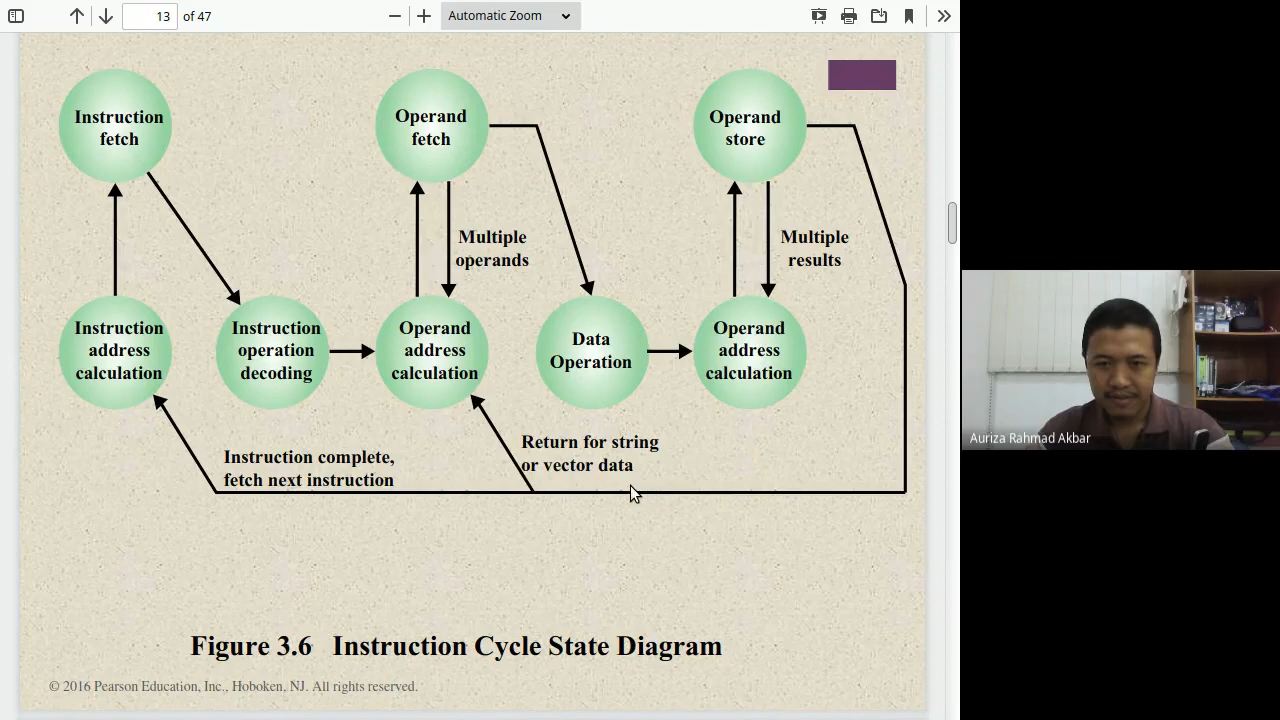 13 of 47
Automatic Zoom
Instruction
fetch
Operand
fetch
Operand
store
Multiple
operands
Multiple
results
Instruction
address
calculation
Instruction
operation
decoding
Operand
address
calculation
Data
Operation
Operand
address
calculation
Instruction complete,
fetch next instruction
Return for string
or vector data
Auriza Rahmad Akbar
Figure 3.6 Instruction Cycle State Diagram
© 2016 Pearson Education, Inc., Hoboken, NJ. All rights reserved.